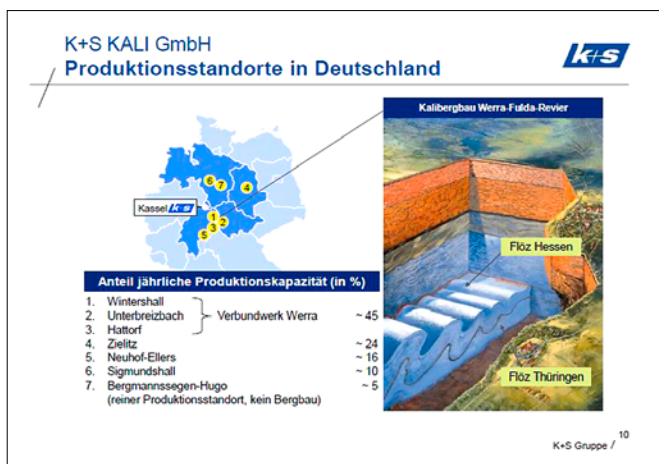 K+S KALI GmbH
Produktionsstandorte in Deutschland
k+s
Kalibergbau Werra-Fulda-Revier
6
7
4
Kassel k+s
1
2
3
5
Flöz Hessen
Anteil jährliche Produktionskapazität (in %)
1. Wintershall
2. Unterbreizbach Verbundwerk Werra ~ 45
3. Hattorf
4. Zielitz ~ 24
5. Neuhof-Ellers ~ 16
6. Sigmundshall ~ 10
7. Bergmannssegen-Hugo ~ 5
(reiner Produktionsstandort, kein Bergbau)
Flöz Thüringen
10
K+S Gruppe /